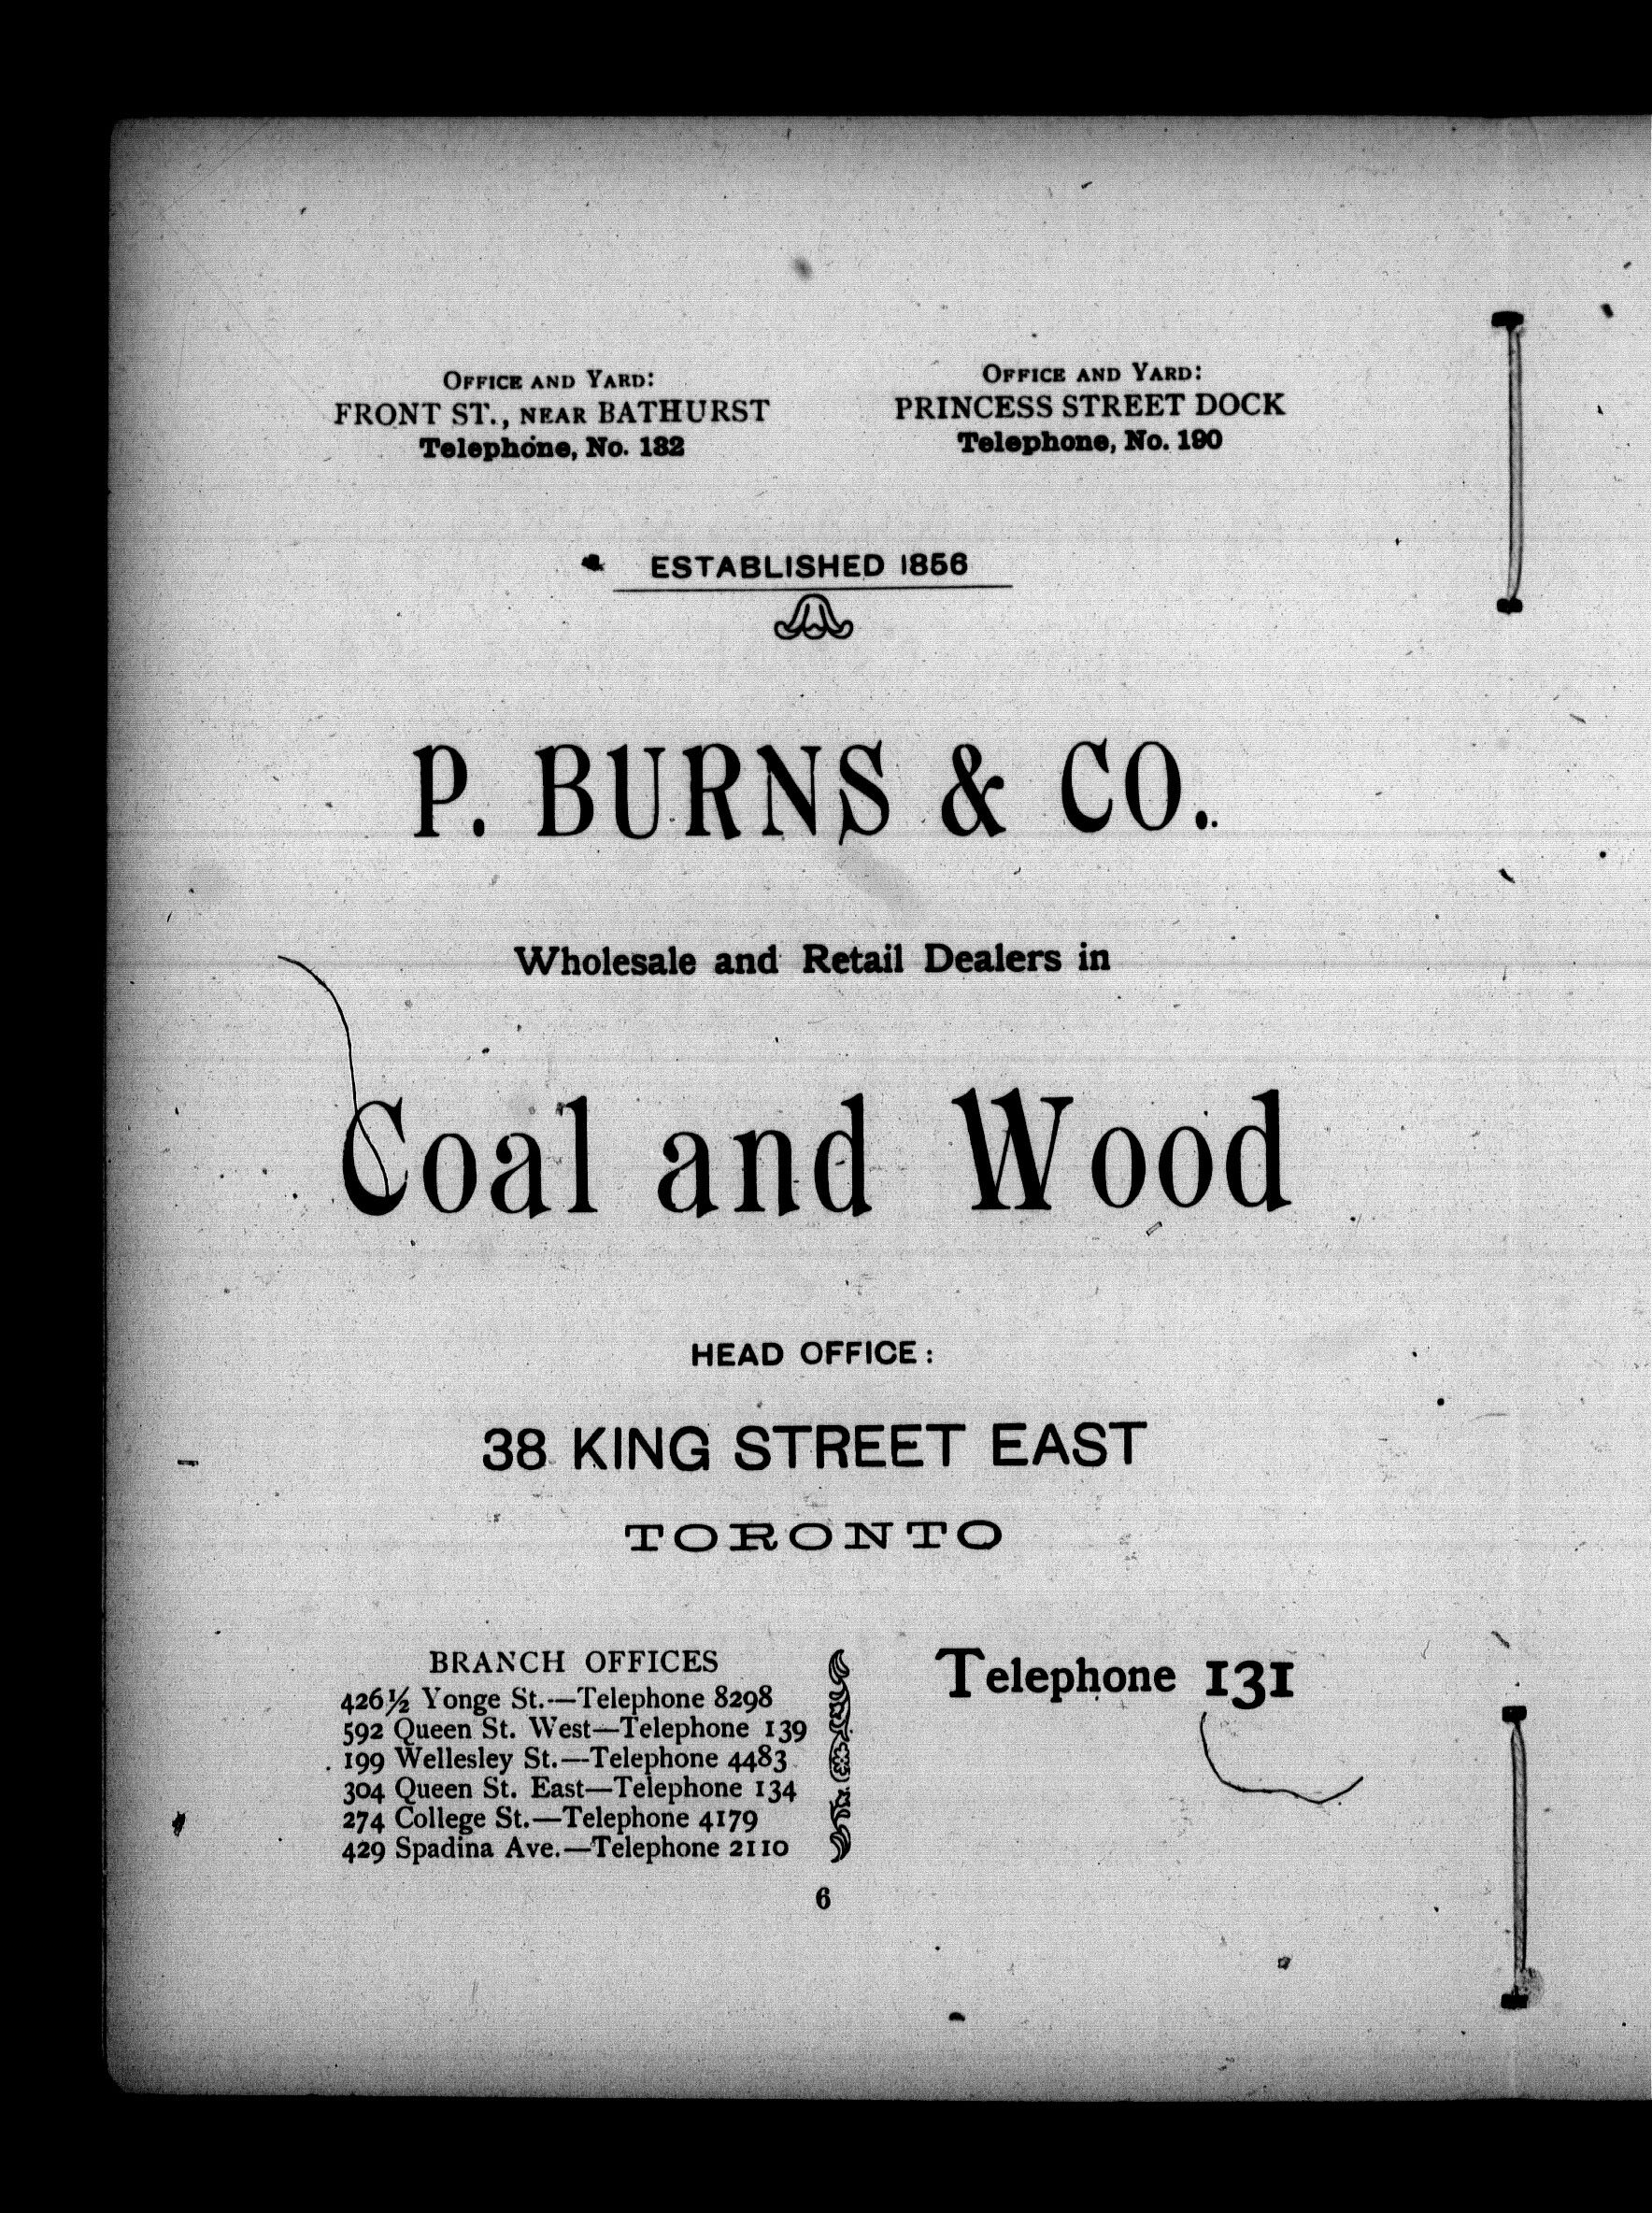 OFFICE AND YARD:
FRONT ST., NEAR BATHURST
Telephone, No. 182
OFFICE AND YARD:
PRINCESS STREET DOCK
Telephone, No. 190
ESTABLISHED 1856
P. BURNS & CO.
Wholesale and Retail Dealers in
Coal and Wood
HEAD OFFICE:
38 KING STREET EAST
TORONTO
BRANCH OFFICES
426½ Yonge St.—Telephone 8298
592 Queen St. West—Telephone 139
199 Wellesley St.—Telephone 4483
304 Queen St. East—Telephone 134
274 College St.—Telephone 4179
429 Spadina Ave.—Telephone 2110
Telephone 131
6